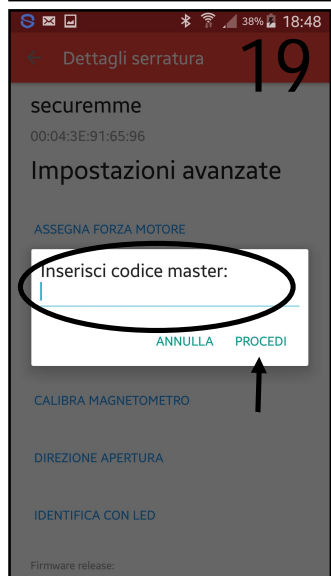 38% 18:48
Dettagli serratura
19
securemme
00:04:3E:91:65:96
Impostazioni avanzate
ASSEGNA FORZA MOTORE
Inserisci codice master:
ANNULLA PROCEDI
CALIBRA MAGNETOMETRO
DIREZIONE APERTURA
IDENTIFICA CON LED
Firmware release: